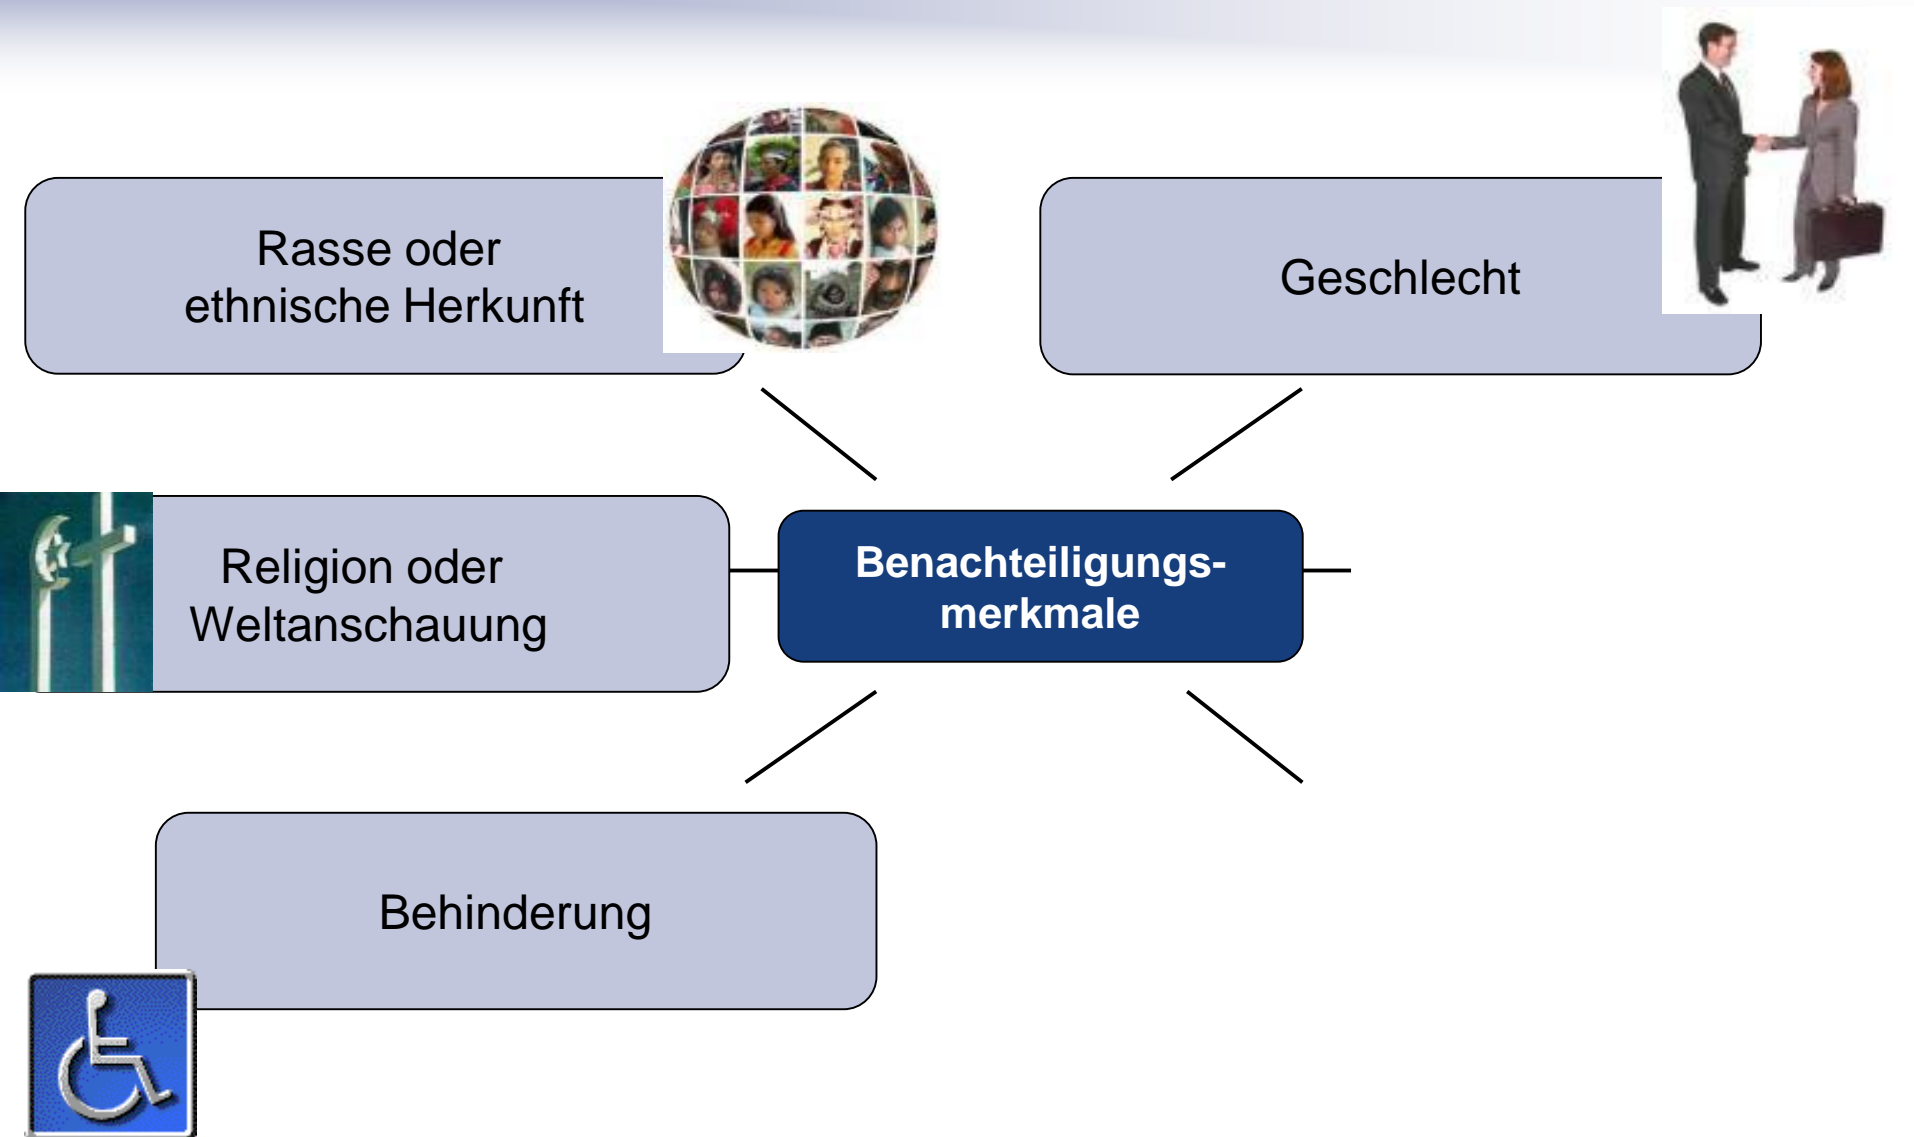 Rasse oder
ethnische Herkunft
Geschlecht
Religion oder
Weltanschauung
Benachteiligungs-
merkmale
Behinderung